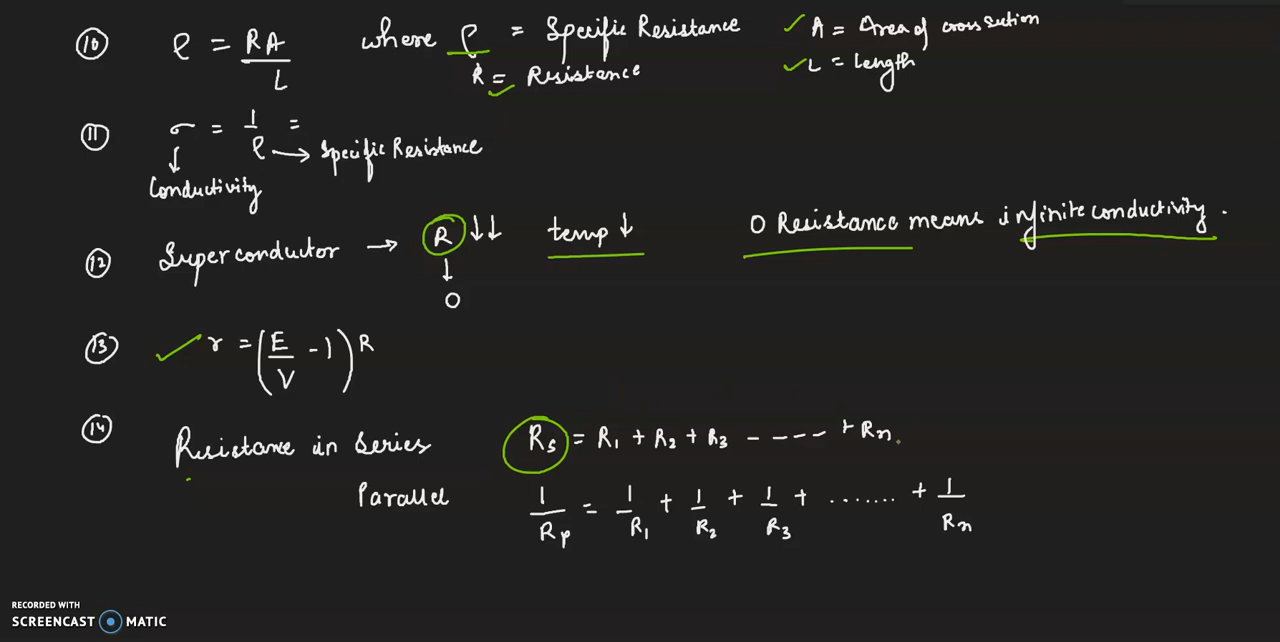 (10) ρ = RA/L where ρ = Specific Resistance A = Area of cross section
R = Resistance L = Length
(11) σ = 1/ρ = → Specific Resistance
↓
Conductivity
(12) Superconductor → R ↓↓ temp ↓ 0 Resistance means infinite conductivity.
↓
0
(13) r = (E/V - 1) R
(14) Resistance in series Rs = R1 + R2 + R3 ---- + Rn
Parallel 1/Rp = 1/R1 + 1/R2 + 1/R3 + ....... + 1/Rn
RECORDED WITH
SCREENCAST MATIC